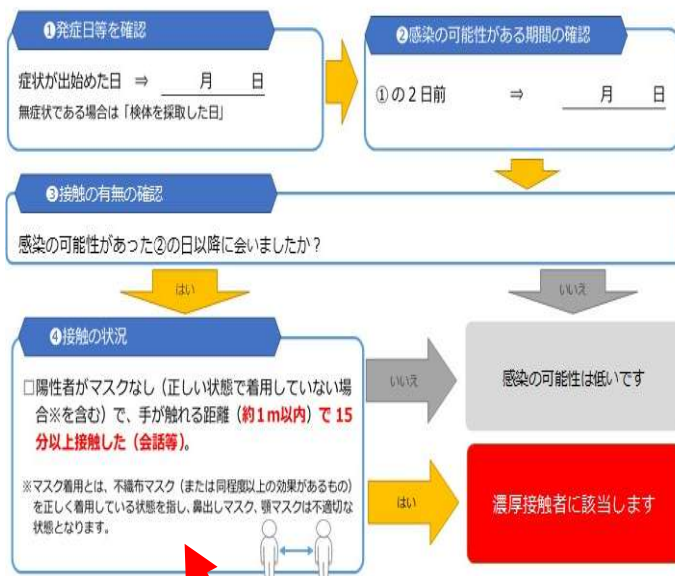 ❶発症日等を確認
症状が出始めた日 ⇒ 月 日
無症状である場合は「検体を採取した日」
❷感染の可能性がある期間の確認
①の2日前 ⇒ 月 日
❸接触の有無の確認
感染の可能性があった②の日以降に会いましたか？
はい
いいえ
❹接触の状況
□陽性者がマスクなし（正しい状態で着用していない場
合※を含む）で、手が触れる距離（約1ｍ以内）で 15
分以上接触した（会話等）。
※マスク着用とは、不織布マスク（または同程度以上の効果があるもの）
を正しく着用している状態を指し、鼻出しマスク、顎マスクは不適切な
状態となります。
いいえ
感染の可能性は低いです
はい
濃厚接触者に該当します